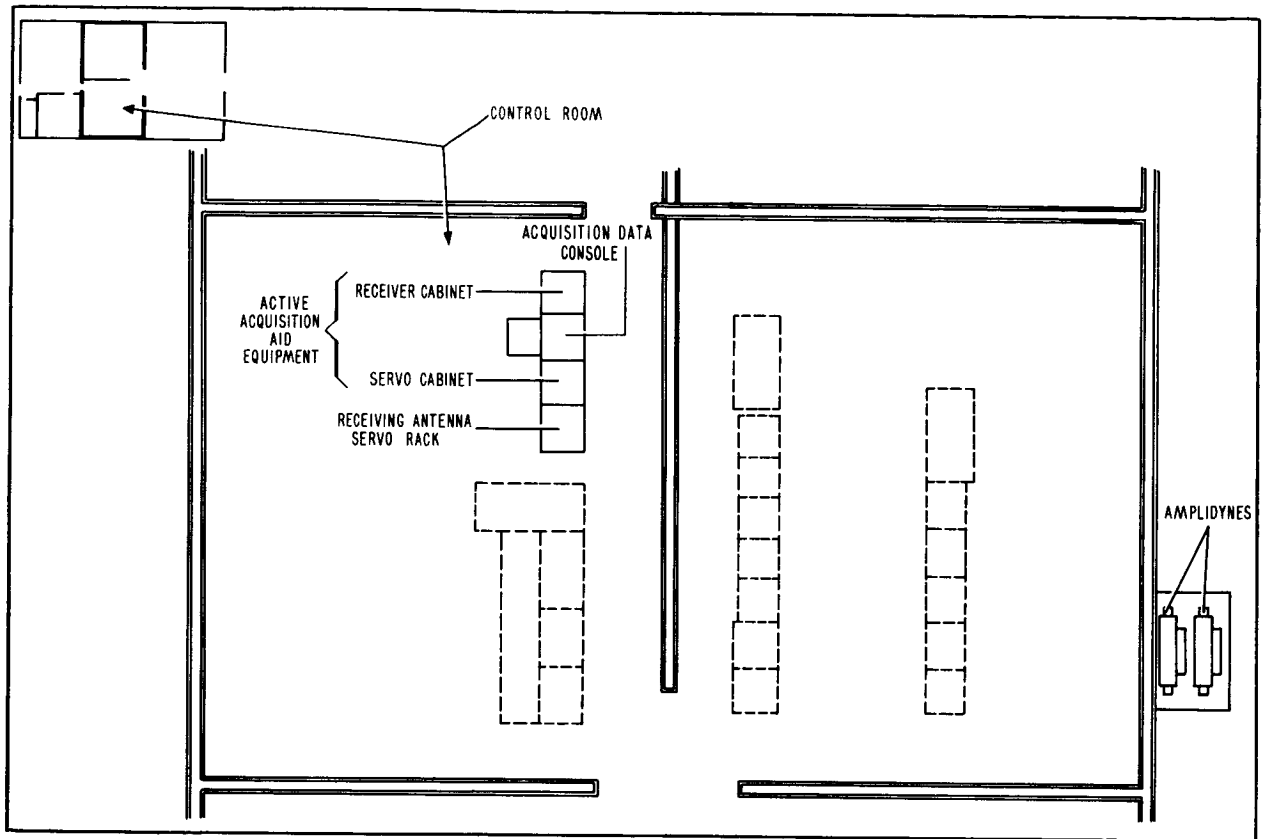 CONTROL ROOM
ACQUISITION DATA
CONSOLE
RECEIVER CABINET
ACTIVE
ACQUISITION
AID
EQUIPMENT
SERVO CABINET
RECEIVING ANTENNA
SERVO RACK
AMPLIDYNES